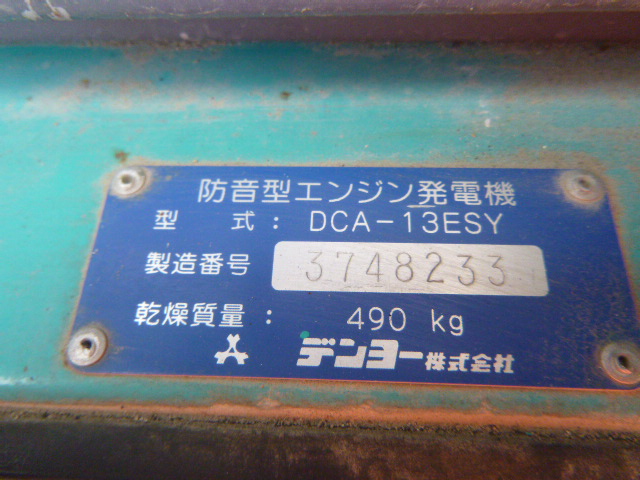 防音型エンジン発電機
型 式 : DCA-13ESY
製造番号 3748233
乾燥質量 : 490 kg
デンヨー株式会社